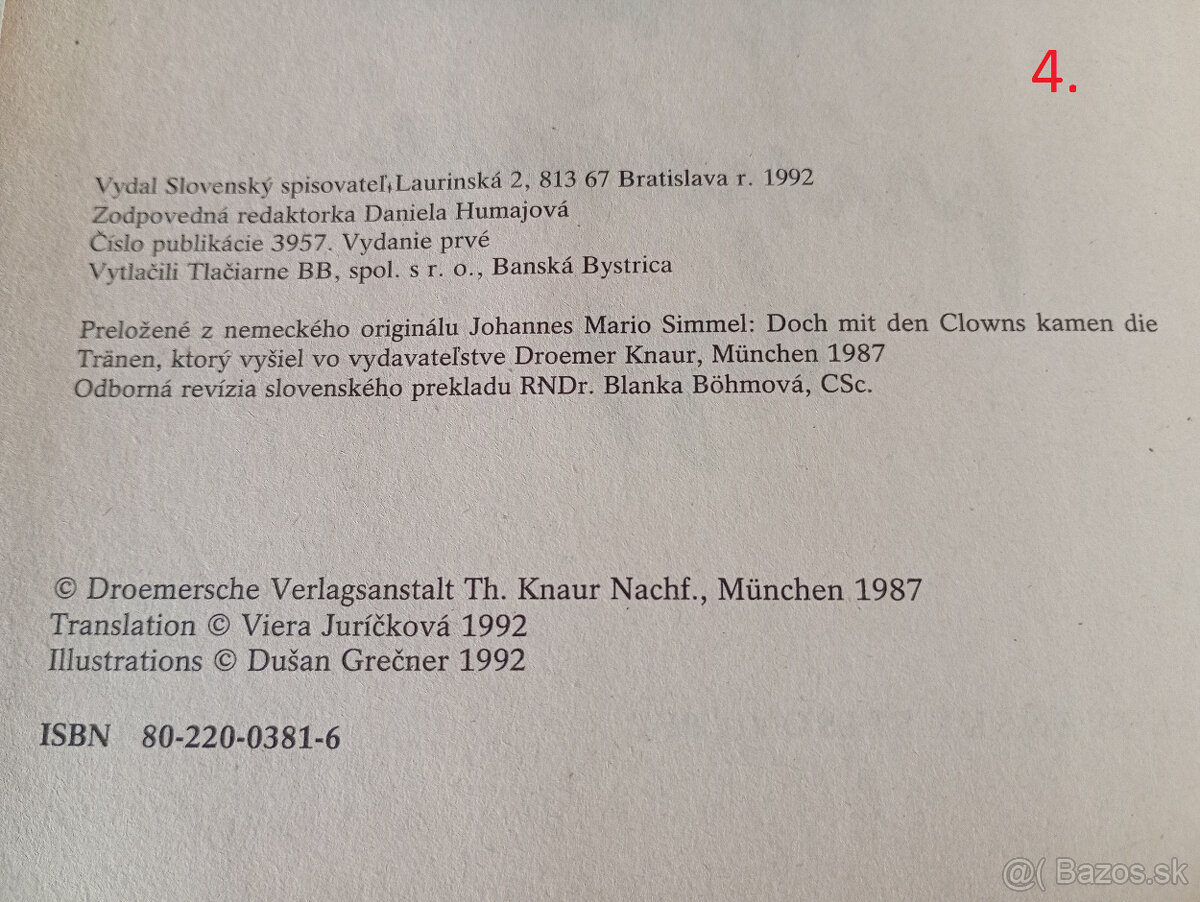 4.
Vydal Slovenský spisovateľ, Laurinská 2, 813 67 Bratislava r. 1992
Zodpovedná redaktorka Daniela Humajová
Číslo publikácie 3957. Vydanie prvé
Vytlačili Tlačiarne BB, spol. s r. o., Banská Bystrica
Preložené z nemeckého originálu Johannes Mario Simmel: Doch mit den Clowns kamen die
Tränen, ktorý vyšiel vo vydavateľstve Droemer Knaur, München 1987
Odborná revízia slovenského prekladu RNDr. Blanka Böhmová, CSc.
© Droemersche Verlagsanstalt Th. Knaur Nachf., München 1987
Translation © Viera Juríčková 1992
Illustrations © Dušan Grečner 1992
ISBN 80-220-0381-6
@( Bazos.sk